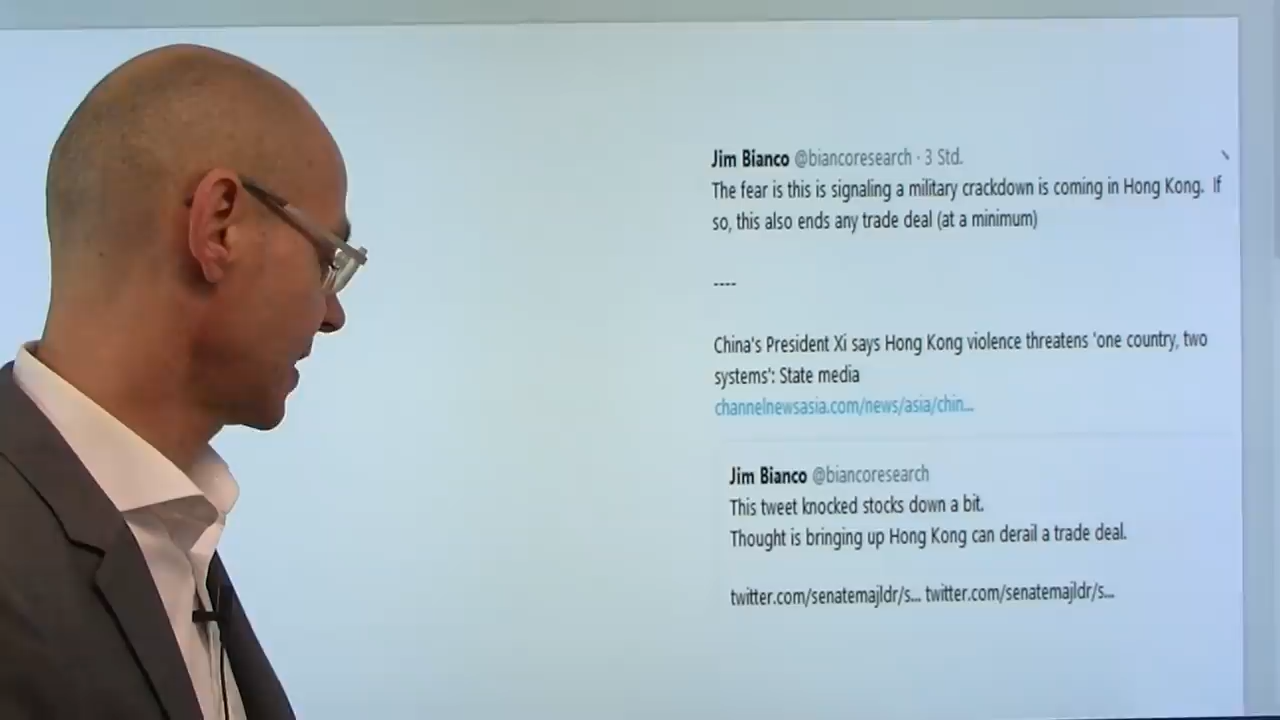 Jim Bianco @biancoresearch · 3 Std.
The fear is this is signaling a military crackdown is coming in Hong Kong. If
so, this also ends any trade deal (at a minimum)
----
China's President Xi says Hong Kong violence threatens 'one country, two
systems': State media
channelnewsasia.com/news/asia/chin...
Jim Bianco @biancoresearch
This tweet knocked stocks down a bit.
Thought is bringing up Hong Kong can derail a trade deal.
twitter.com/senatemajldr/s... twitter.com/senatemajldr/s...